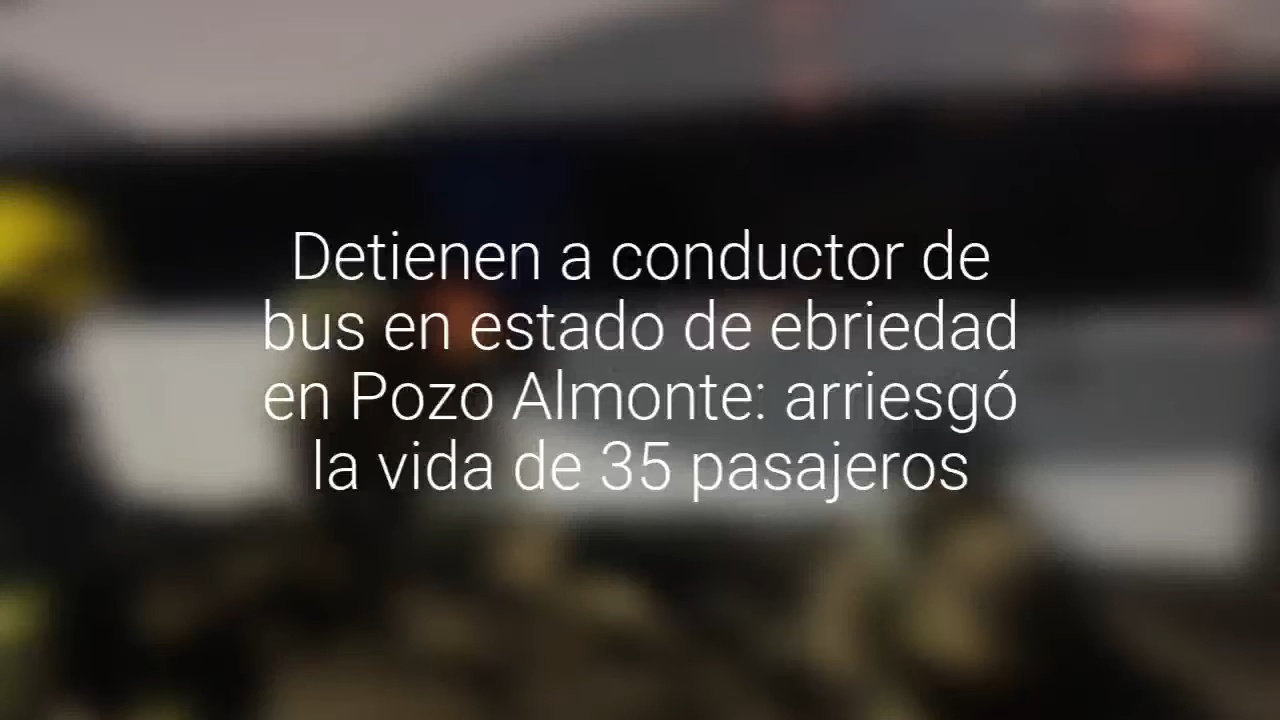 Detienen a conductor de
bus en estado de ebriedad
en Pozo Almonte: arriesgó
la vida de 35 pasajeros